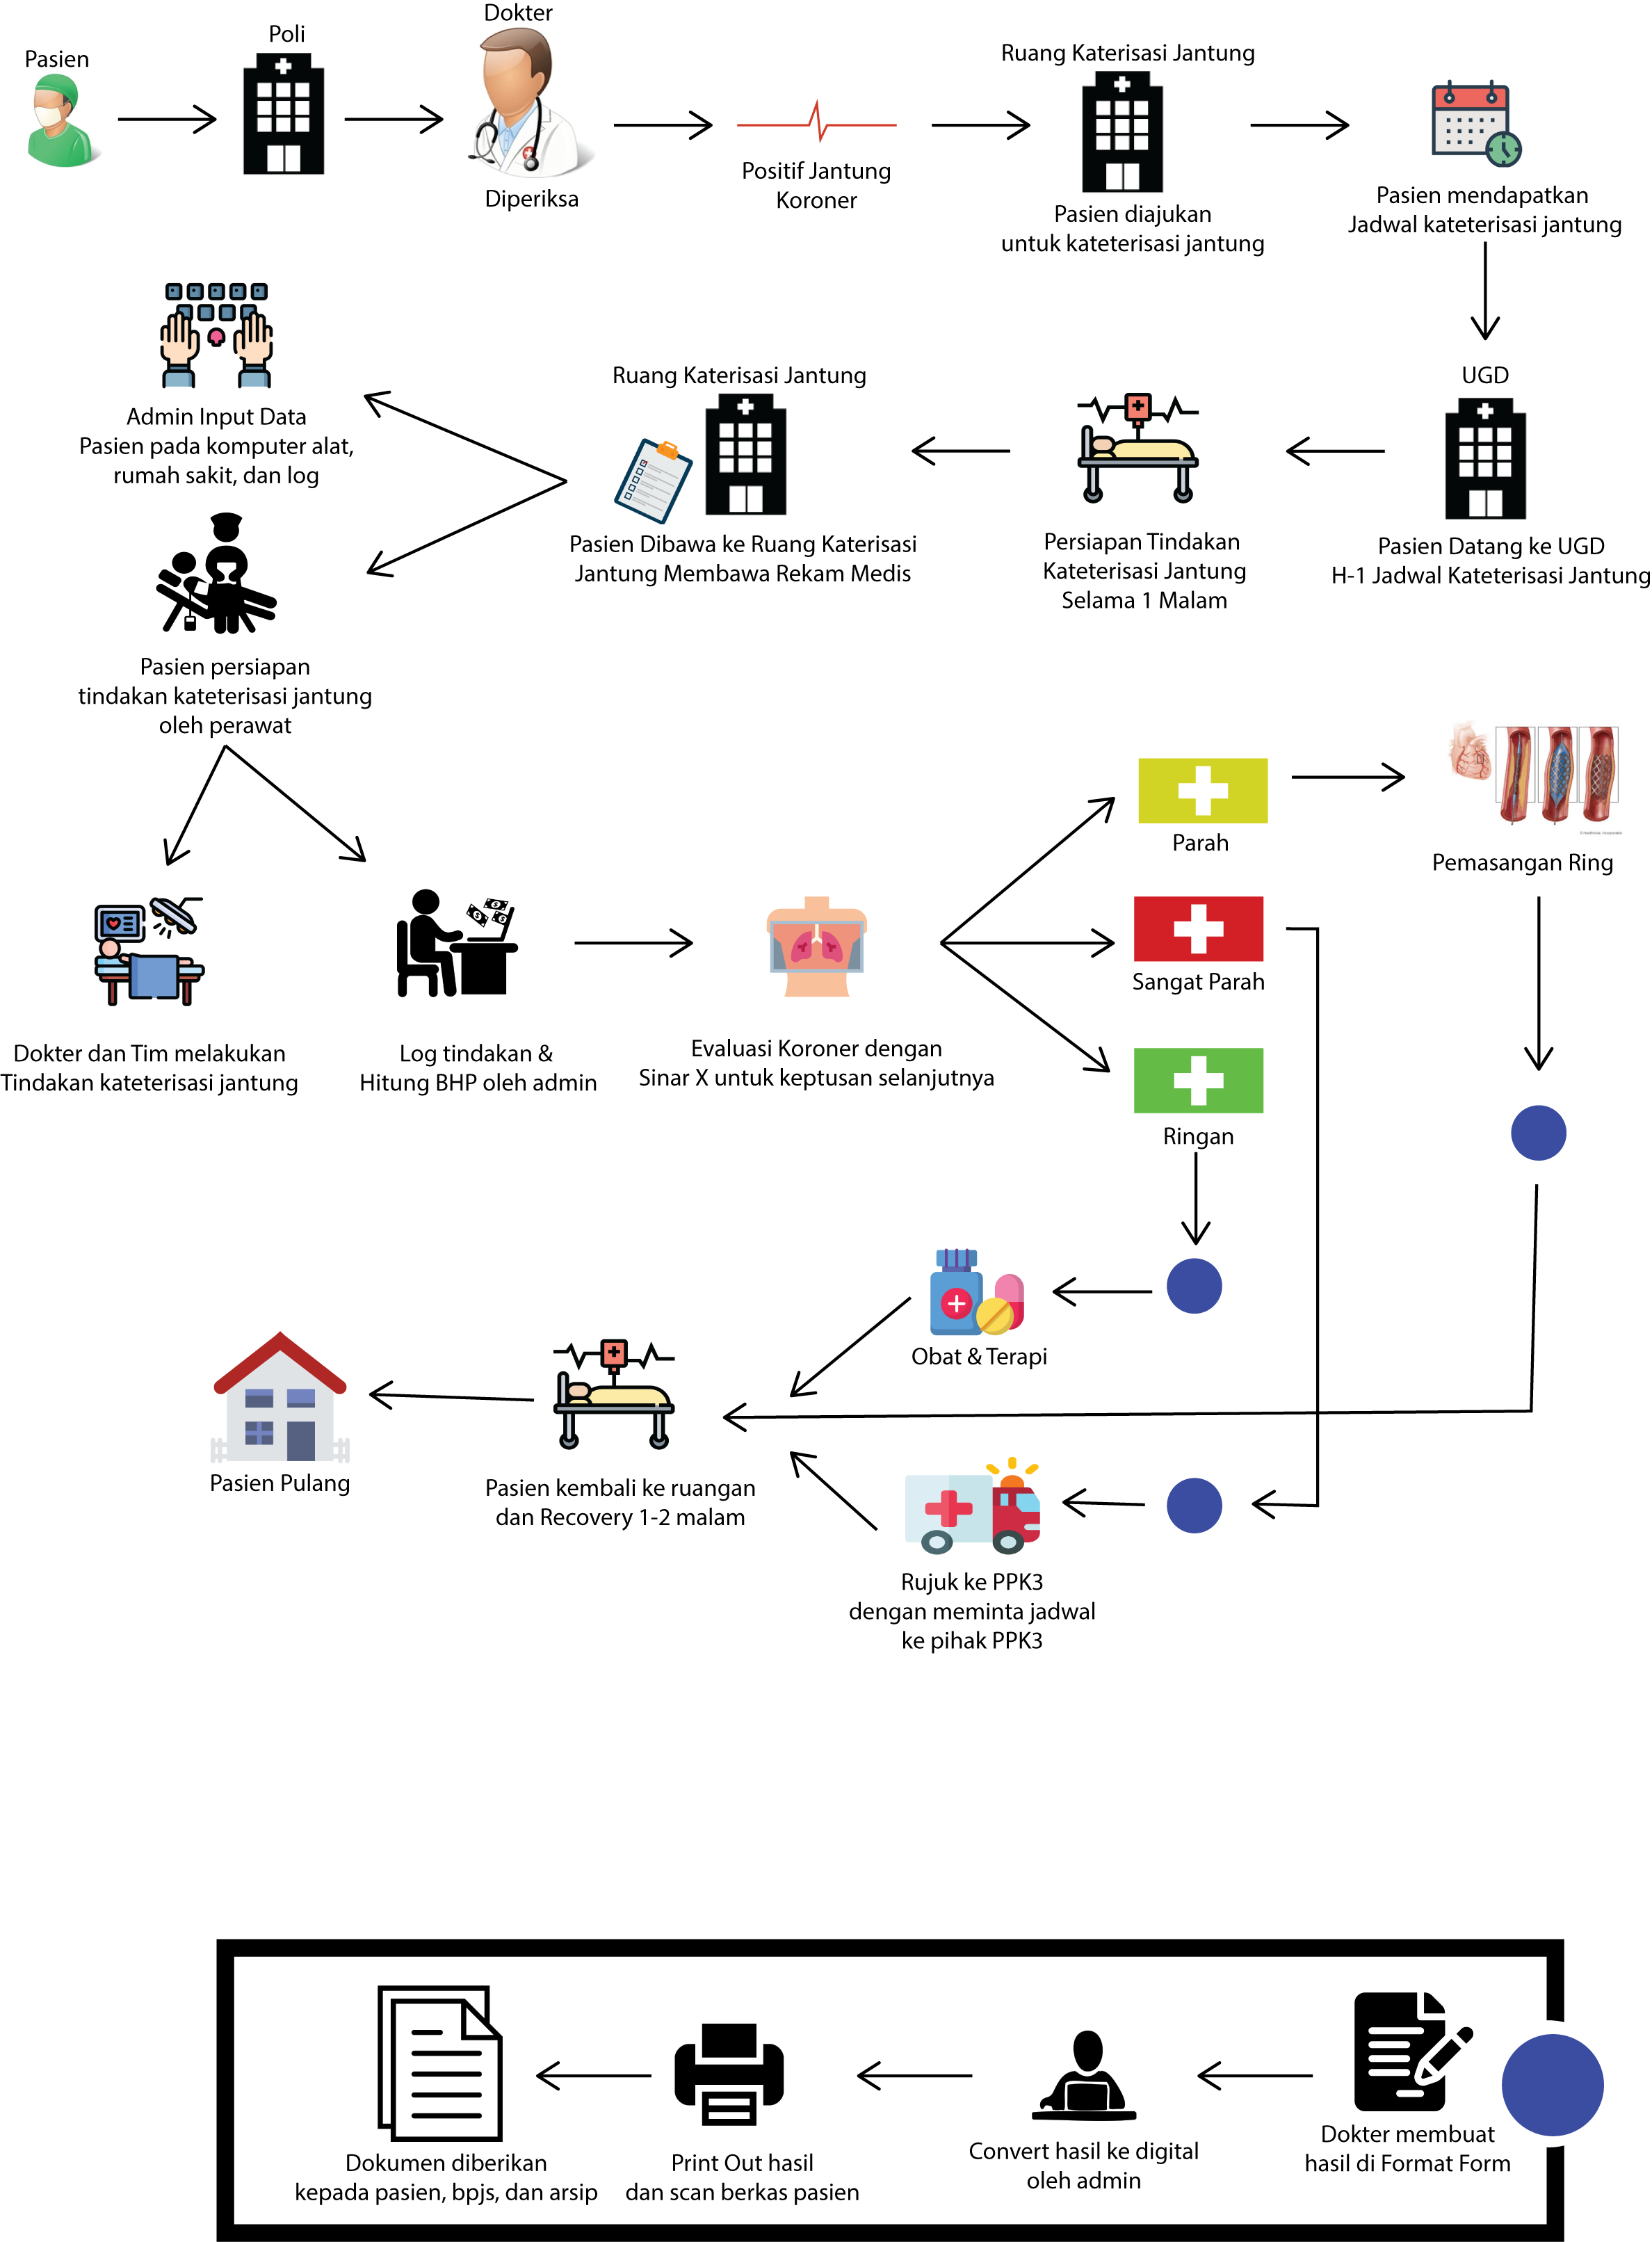 Pasien
Poli
Dokter
Diperiksa
Positif Jantung
Koroner
Ruang Katerisasi Jantung
Pasien diajukan
untuk kateterisasi jantung
Pasien mendapatkan
Jadwal kateterisasi jantung
UGD
Pasien Datang ke UGD
H-1 Jadwal Kateterisasi Jantung
Persiapan Tindakan
Kateterisasi Jantung
Selama 1 Malam
Ruang Katerisasi Jantung
Pasien Dibawa ke Ruang Katerisasi
Jantung Membawa Rekam Medis
Admin Input Data
Pasien pada komputer alat,
rumah sakit, dan log
Pasien persiapan
tindakan kateterisasi jantung
oleh perawat
Dokter dan Tim melakukan
Tindakan kateterisasi jantung
Log tindakan &
Hitung BHP oleh admin
Evaluasi Koroner dengan
Sinar X untuk keptusan selanjutnya
Parah
Sangat Parah
Ringan
Pemasangan Ring
Obat & Terapi
Rujuk ke PPK3
dengan meminta jadwal
ke pihak PPK3
Pasien kembali ke ruangan
dan Recovery 1-2 malam
Pasien Pulang
Dokter membuat
hasil di Format Form
Convert hasil ke digital
oleh admin
Print Out hasil
dan scan berkas pasien
Dokumen diberikan
kepada pasien, bpjs, dan arsip